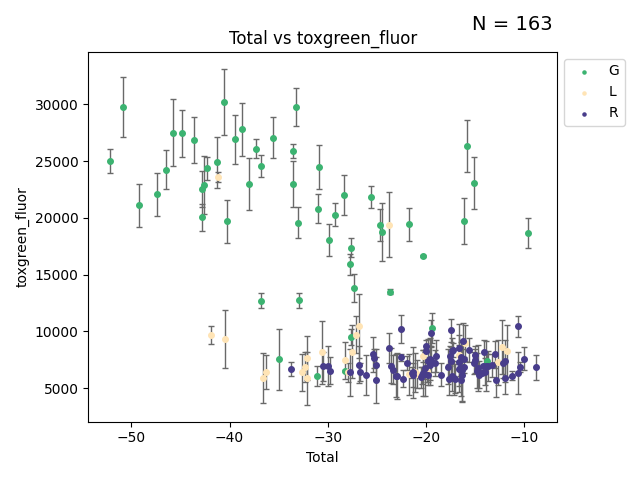 N = 163
Total vs toxgreen_fluor
G
L
R
30000
25000
20000
15000
10000
5000
toxgreen_fluor
−50
−40
−30
−20
−10
Total